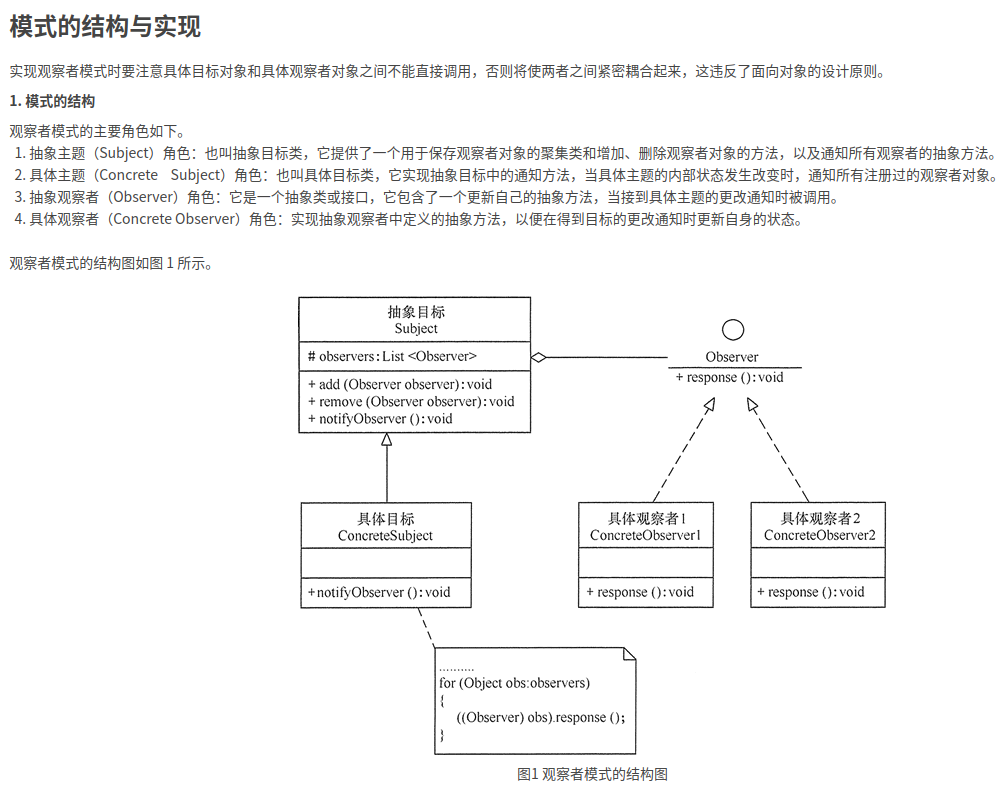 模式的结构与实现
实现观察者模式时要注意具体目标对象和具体观察者对象之间不能直接调用，否则将使两者之间紧密耦合起来，这违反了面向对象的设计原则。
1. 模式的结构
观察者模式的主要角色如下。
1. 抽象主题（Subject）角色：也叫抽象目标类，它提供了一个用于保存观察者对象的聚集类和增加、删除观察者对象的方法，以及通知所有观察者的抽象方法。
2. 具体主题（Concrete    Subject）角色：也叫具体目标类，它实现抽象目标中的通知方法，当具体主题的内部状态发生改变时，通知所有注册过的观察者对象。
3. 抽象观察者（Observer）角色：它是一个抽象类或接口，它包含了一个更新自己的抽象方法，当接到具体主题的更改通知时被调用。
4. 具体观察者（Concrete Observer）角色：实现抽象观察者中定义的抽象方法，以便在得到目标的更改通知时更新自身的状态。
观察者模式的结构图如图 1 所示。
抽象目标
Subject
# observers:List <Observer>
+ add (Observer observer):void
+ remove (Observer observer):void
+ notifyObserver ():void
Observer
+ response ():void
具体目标
ConcreteSubject
+notifyObserver ():void
具体观察者1
ConcreteObserver1
+ response ():void
具体观察者2
ConcreteObserver2
+ response ():void
..........
for (Object obs:observers)
{
((Observer) obs).response ();
}
图1 观察者模式的结构图